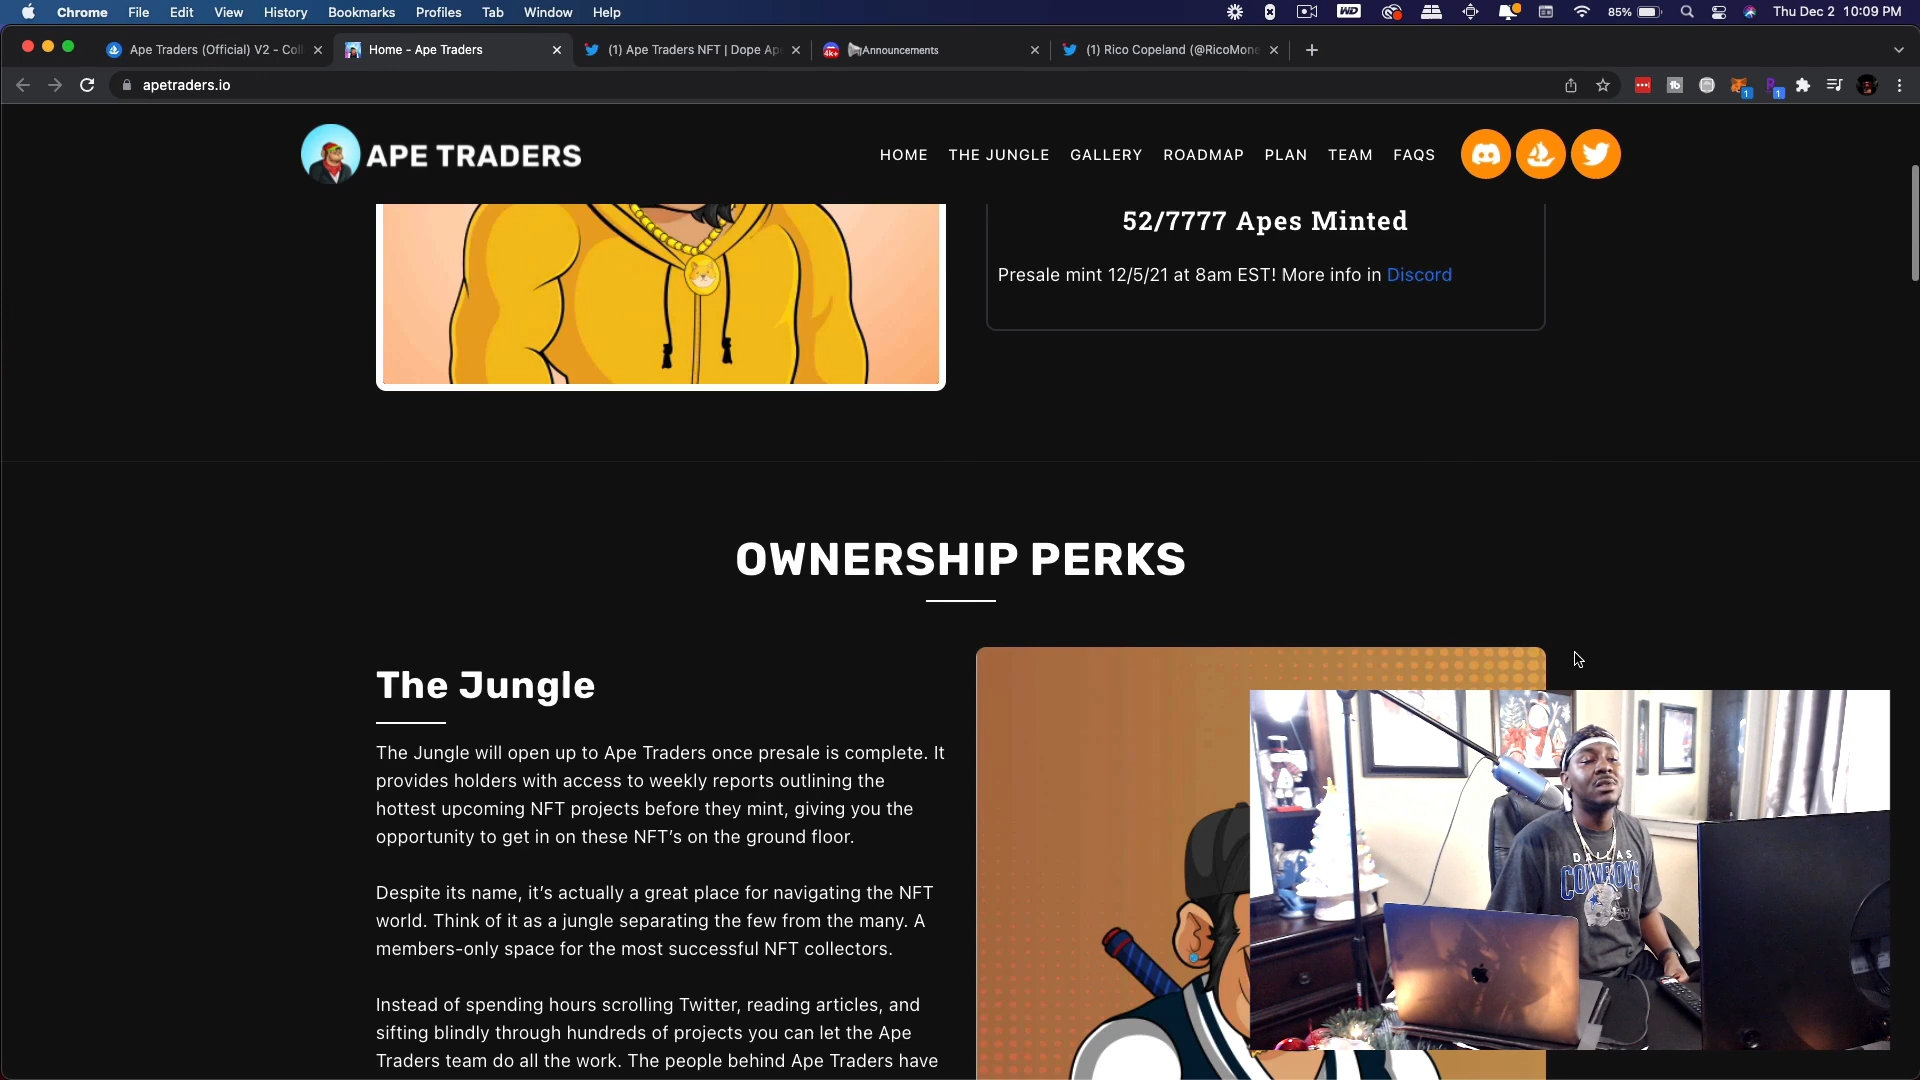 Chrome File Edit View History Bookmarks Profiles Tab Window Help
WD
85%
Thu Dec 2 10:09 PM
Ape Traders (Official) V2 - Coll
Home - Ape Traders
(1) Ape Traders NFT | Dope Ap
4k+
Announcements
(1) Rico Copeland (@RicoMone
apetraders.io
1
1
APE TRADERS
HOME THE JUNGLE GALLERY ROADMAP PLAN TEAM FAQS
52/7777 Apes Minted
Presale mint 12/5/21 at 8am EST! More info in Discord
OWNERSHIP PERKS
The Jungle
The Jungle will open up to Ape Traders once presale is complete. It
provides holders with access to weekly reports outlining the
hottest upcoming NFT projects before they mint, giving you the
opportunity to get in on these NFT’s on the ground floor.
Despite its name, it’s actually a great place for navigating the NFT
world. Think of it as a jungle separating the few from the many. A
members-only space for the most successful NFT collectors.
Instead of spending hours scrolling Twitter, reading articles, and
sifting blindly through hundreds of projects you can let the Ape
Traders team do all the work. The people behind Ape Traders have
DALLAS
COWBOYS